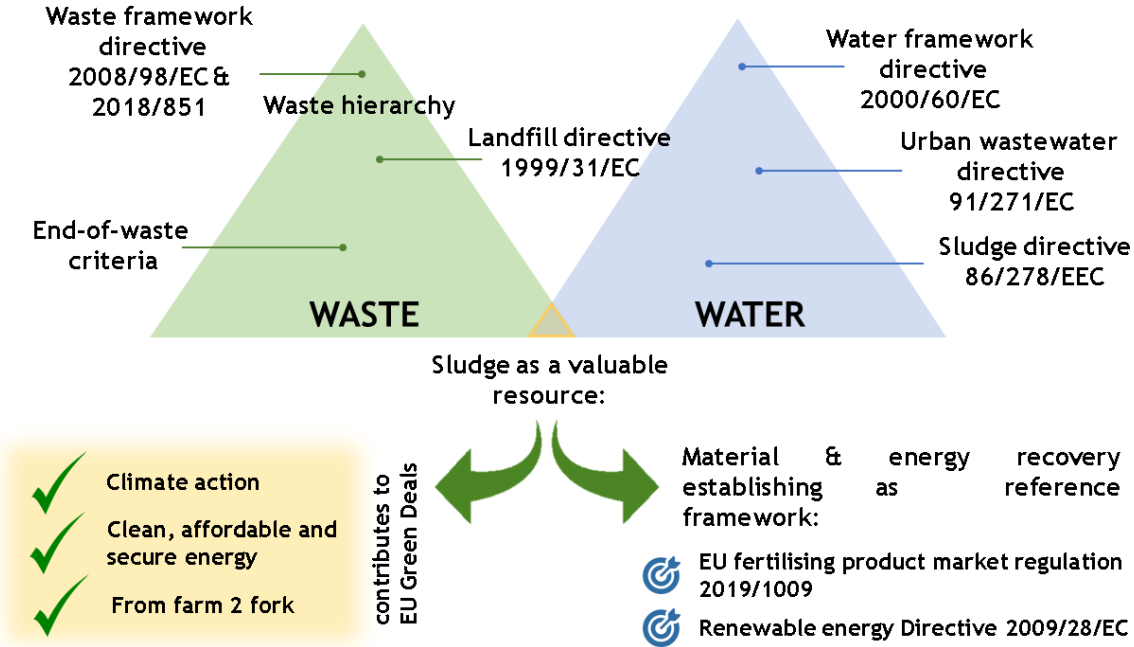 Waste framework
directive
2008/98/EC &
2018/851
Waste hierarchy
Landfill directive
1999/31/EC
End-of-waste
criteria
WASTE
Water framework
directive
2000/60/EC
Urban wastewater
directive
91/271/EC
Sludge directive
86/278/EEC
WATER
Sludge as a valuable
resource:
Climate action
Clean, affordable and
secure energy
From farm 2 fork
contributes to
EU Green Deals
Material & energy recovery
establishing as reference
framework:
EU fertilising product market regulation
2019/1009
Renewable energy Directive 2009/28/EC